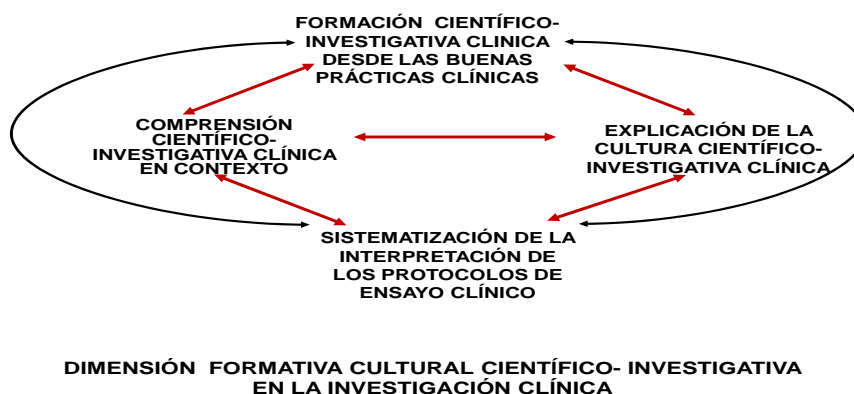 FORMACIÓN CIENTÍFICO-
INVESTIGATIVA CLINICA
DESDE LAS BUENAS
PRÁCTICAS CLÍNICAS
COMPRENSIÓN
CIENTÍFICO-
INVESTIGATIVA CLÍNICA
EN CONTEXTO
EXPLICACIÓN DE LA
CULTURA CIENTÍFICO-
INVESTIGATIVA CLÍNICA
SISTEMATIZACIÓN DE LA
INTERPRETACIÓN DE
LOS PROTOCOLOS DE
ENSAYO CLÍNICO
DIMENSIÓN FORMATIVA CULTURAL CIENTÍFICO- INVESTIGATIVA
EN LA INVESTIGACIÓN CLÍNICA